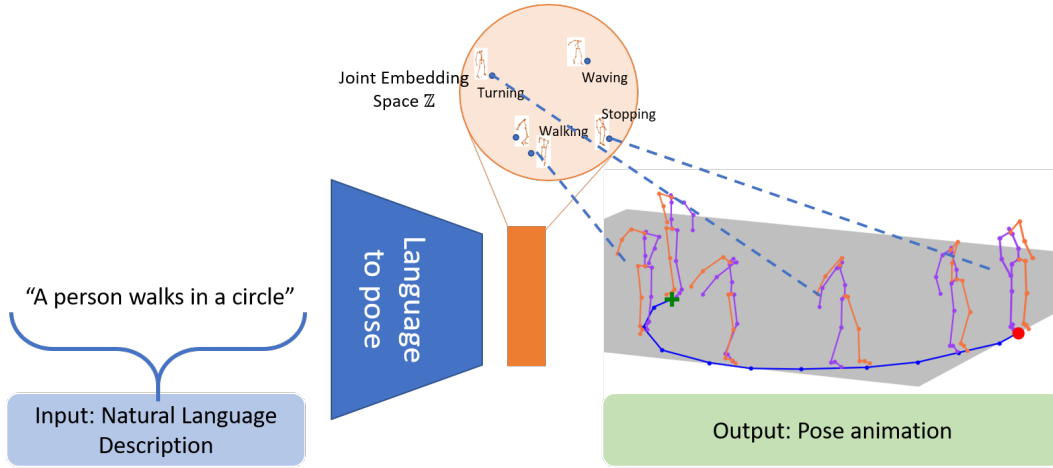 Joint Embedding
Space ℤ
Turning
Waving
Walking
Stopping
Language
to pose
“A person walks in a circle”
Input: Natural Language
Description
Output: Pose animation